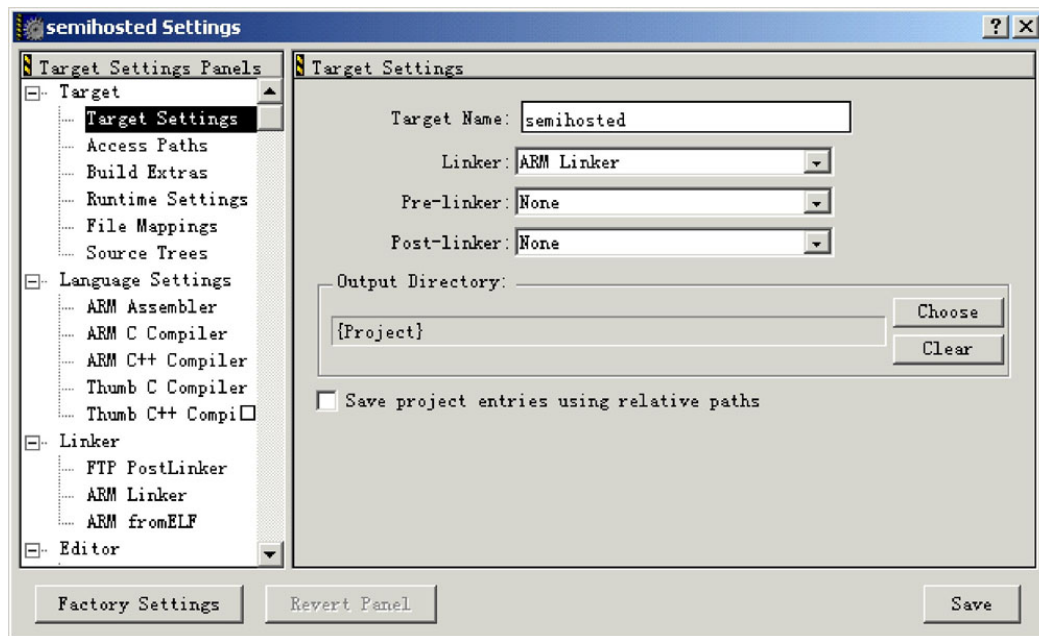 semihosted Settings
Target Settings Panels
Target
Target Settings
Access Paths
Build Extras
Runtime Settings
File Mappings
Source Trees
Language Settings
ARM Assembler
ARM C Compiler
ARM C++ Compiler
Thumb C Compiler
Thumb C++ Compi
Linker
FTP PostLinker
ARM Linker
ARM fromELF
Editor
Target Settings
Target Name: semihosted
Linker: ARM Linker
Pre-linker: None
Post-linker: None
Output Directory:
{Project}
Choose
Clear
Save project entries using relative paths
Factory Settings
Revert Panel
Save